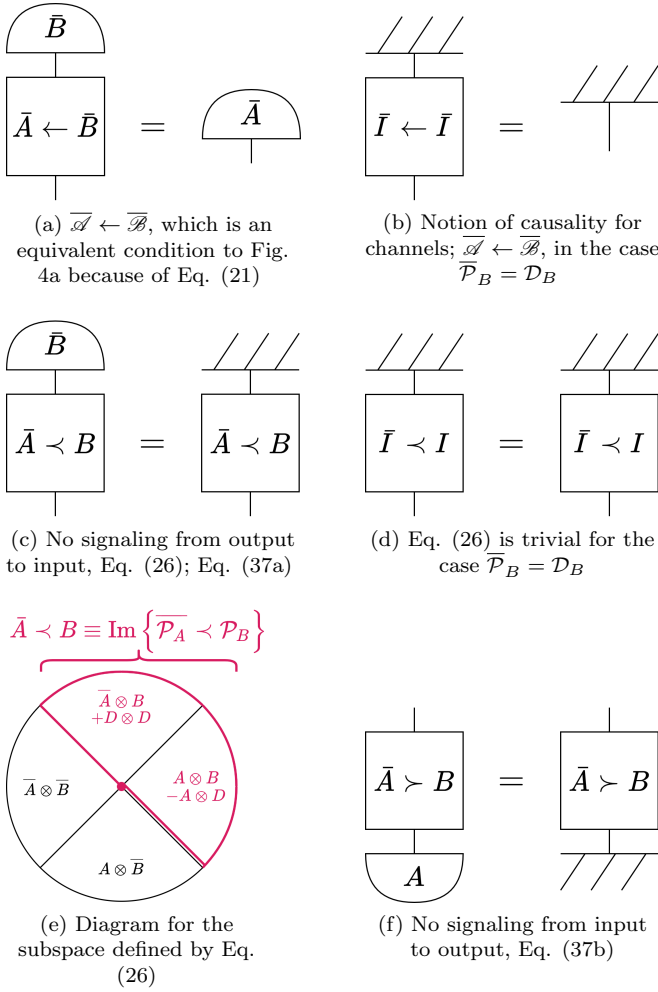 B̄
Ā ← B̄
=
Ā
Ī ← Ī
=
(a) 𝒜̅ ← ℬ̅, which is an
equivalent condition to Fig.
4a because of Eq. (21)
(b) Notion of causality for
channels; 𝒜̅ ← ℬ̅, in the case
𝒫̅_B = 𝒟_B
B̄
Ā ≺ B
=
Ā ≺ B
Ī ≺ I
=
Ī ≺ I
(c) No signaling from output
to input, Eq. (26); Eq. (37a)
(d) Eq. (26) is trivial for the
case 𝒫̅_B = 𝒟_B
Ā ≺ B ≡ Im {𝒫̅_A ≺ 𝒫_B}
A̅ ⊗ B
+D ⊗ D
A̅ ⊗ B̅
A ⊗ B
−A ⊗ D
A ⊗ B̅
(e) Diagram for the
subspace defined by Eq.
(26)
Ā ≻ B
=
Ā ≻ B
A
(f) No signaling from input
to output, Eq. (37b)